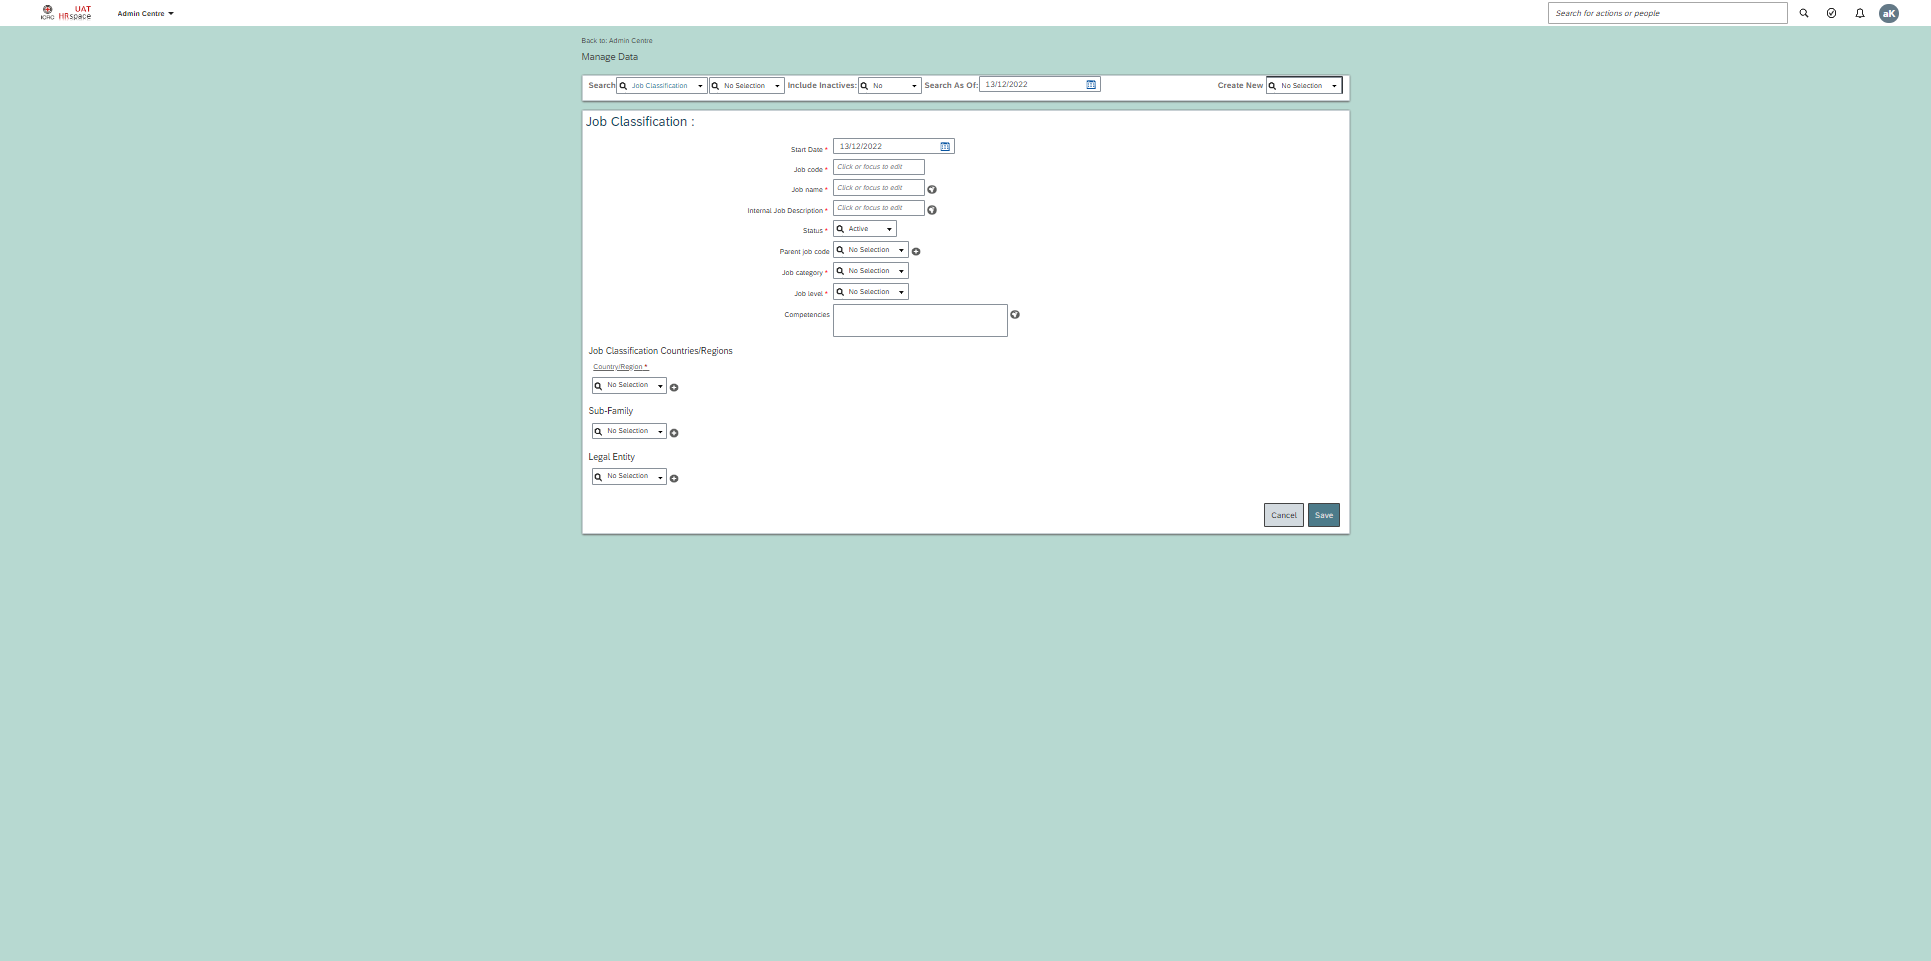 UAT
ICRC HRspace
Admin Centre
Search for actions or people
aK
Back to: Admin Centre
Manage Data
Search Job Classification No Selection Include Inactives: No Search As Of: 13/12/2022 Create New No Selection
Job Classification :
Start Date * 13/12/2022
Job code * Click or focus to edit
Job name * Click or focus to edit
Internal Job Description * Click or focus to edit
Status * Active
Parent job code No Selection
Job category * No Selection
Job level * No Selection
Competencies
Job Classification Countries/Regions
Country/Region *
No Selection
Sub-Family
No Selection
Legal Entity
No Selection
Cancel Save